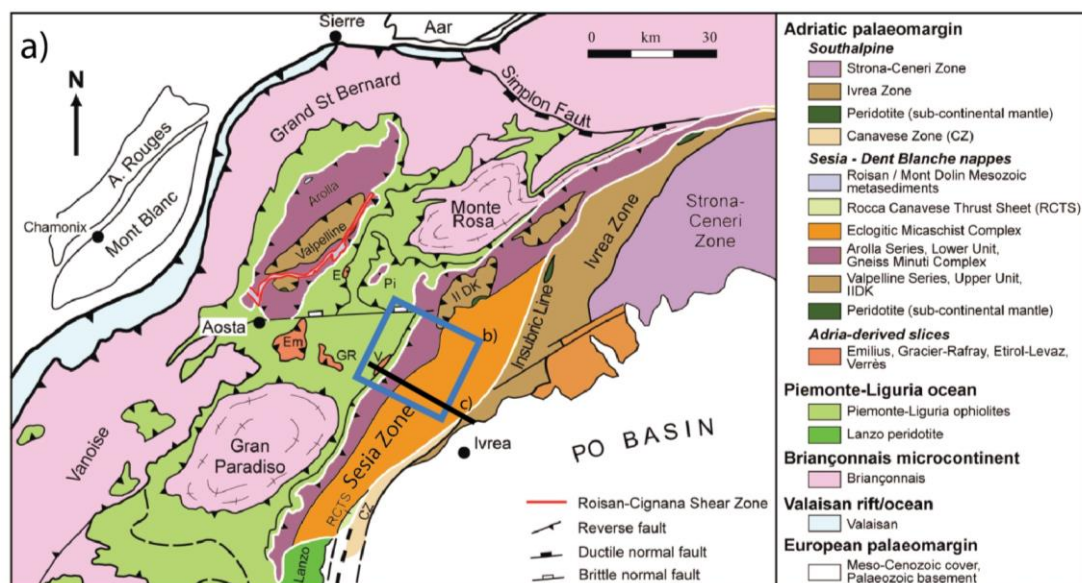 a)
Sierre
Aar
0 km 30
N
Grand St Bernard
Simplon Fault
A. Rouges
Mont Blanc
Chamonix
Arolla
Valpelline
Monte
Rosa
Strona-
Ceneri
Zone
Ivrea Zone
E
Pi
II DK
Insubric Line
Aosta
Em
GR
V
b)
c)
Vanoise
Gran
Paradiso
Sesia Zone
Ivrea
PO BASIN
RCTS
CZ
Lanzo
Roisan-Cignana Shear Zone
Reverse fault
Ductile normal fault
Brittle normal fault
Adriatic palaeomargin
Southalpine
Strona-Ceneri Zone
Ivrea Zone
Peridotite (sub-continental mantle)
Canavese Zone (CZ)
Sesia - Dent Blanche nappes
Roisan / Mont Dolin Mesozoic
metasediments
Rocca Canavese Thrust Sheet (RCTS)
Eclogitic Micaschist Complex
Arolla Series, Lower Unit,
Gneiss Minuti Complex
Valpelline Series, Upper Unit,
IIDK
Peridotite (sub-continental mantle)
Adria-derived slices
Emilius, Gracier-Rafray, Etirol-Levaz,
Verrès
Piemonte-Liguria ocean
Piemonte-Liguria ophiolites
Lanzo peridotite
Briançonnais microcontinent
Briançonnais
Valaisan rift/ocean
Valaisan
European palaeomargin
Meso-Cenozoic cover,
Palaeozoic basement